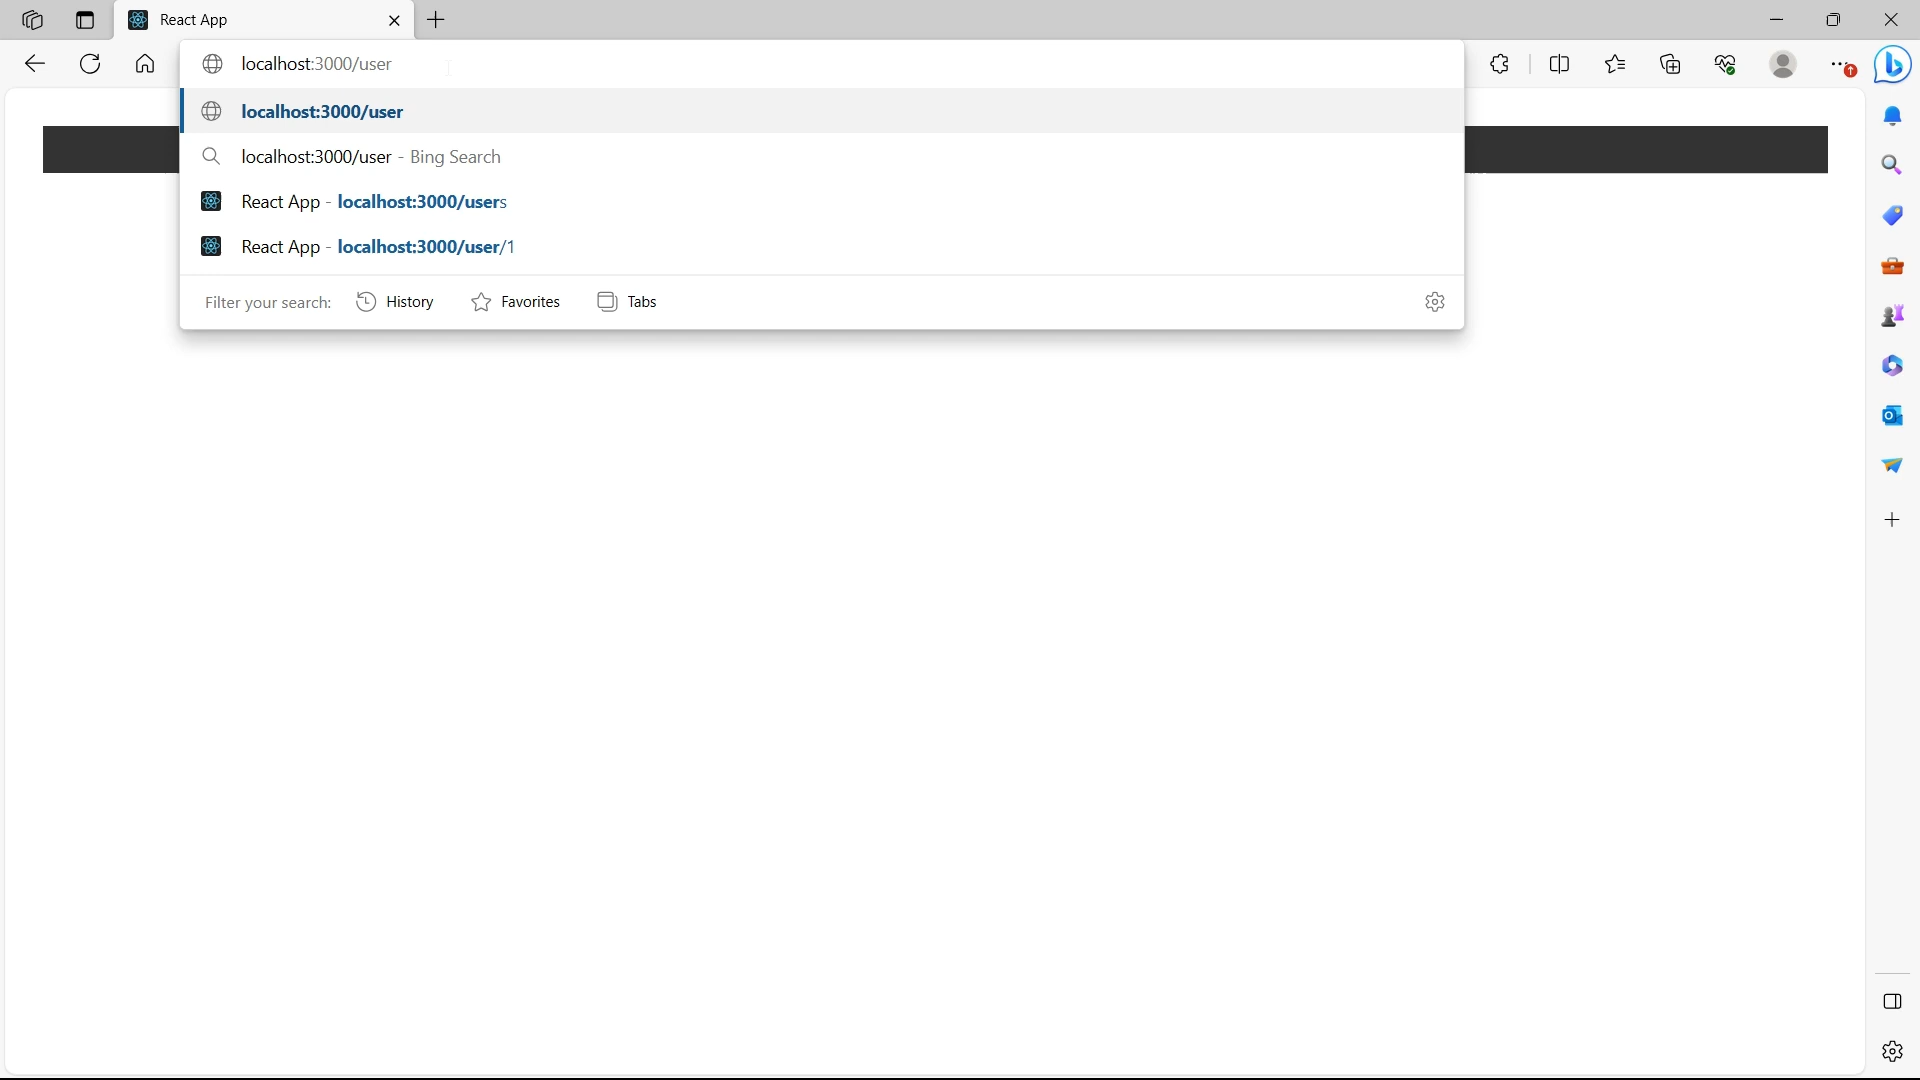 React App
localhost:3000/user
localhost:3000/user
localhost:3000/user - Bing Search
React App - localhost:3000/users
React App - localhost:3000/user/1
Filter your search: History Favorites Tabs